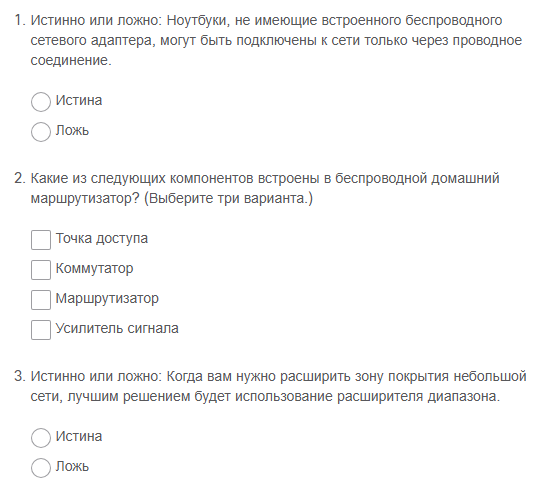 1. Истинно или ложно: Ноутбуки, не имеющие встроенного беспроводного
сетевого адаптера, могут быть подключены к сети только через проводное
соединение.
Истина
Ложь
2. Какие из следующих компонентов встроены в беспроводной домашний
маршрутизатор? (Выберите три варианта.)
Точка доступа
Коммутатор
Маршрутизатор
Усилитель сигнала
3. Истинно или ложно: Когда вам нужно расширить зону покрытия небольшой
сети, лучшим решением будет использование расширителя диапазона.
Истина
Ложь